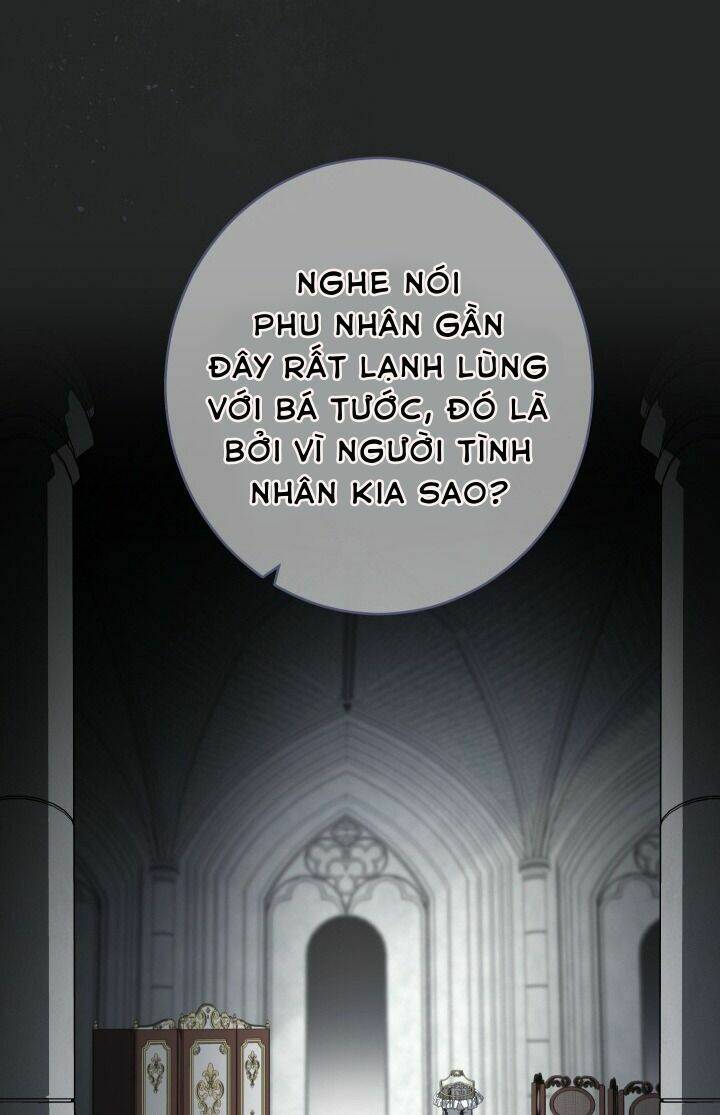 NGHE NÓI
PHU NHÂN GẦN
ĐÂY RẤT LẠNH LÙNG
VỚI BÁ TƯỚC, ĐÓ LÀ
BỞI VÌ NGƯỜI TÌNH
NHÂN KIA SAO?